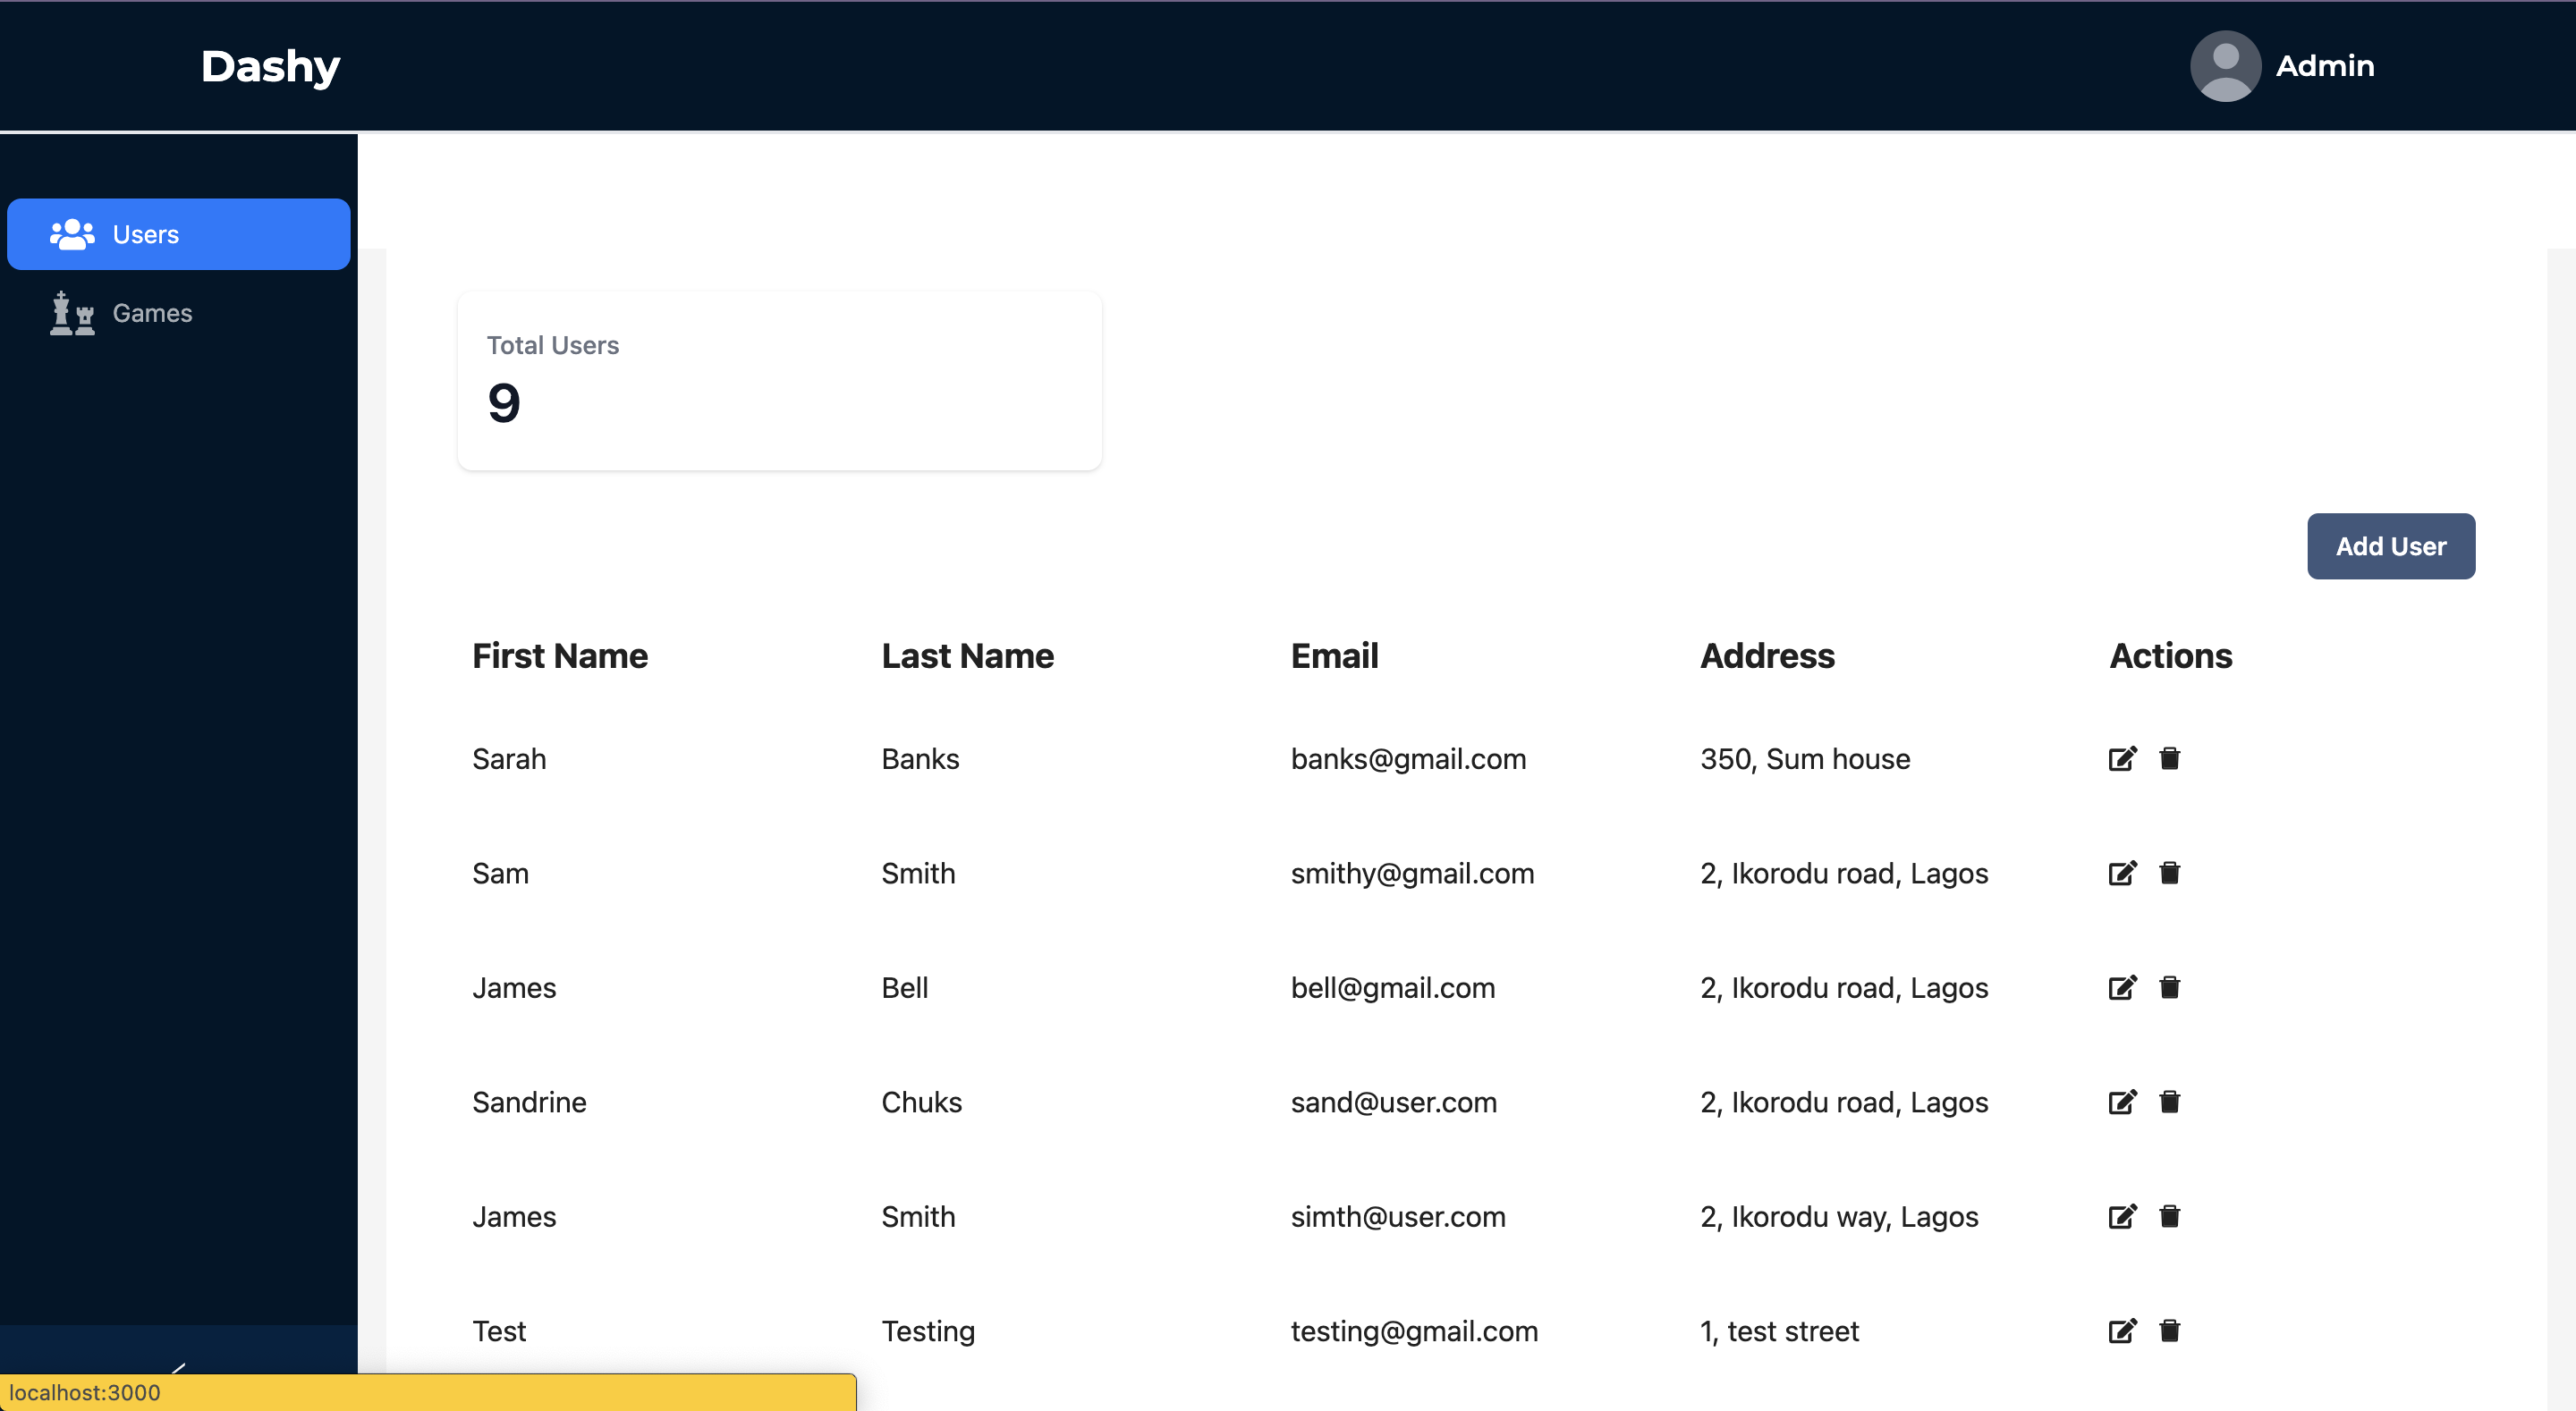 Dashy
Admin
Users
Games
Total Users
9
Add User
First Name Last Name Email Address Actions
Sarah Banks banks@gmail.com 350, Sum house
Sam Smith smithy@gmail.com 2, Ikorodu road, Lagos
James Bell bell@gmail.com 2, Ikorodu road, Lagos
Sandrine Chuks sand@user.com 2, Ikorodu road, Lagos
James Smith simth@user.com 2, Ikorodu way, Lagos
Test Testing testing@gmail.com 1, test street
localhost:3000